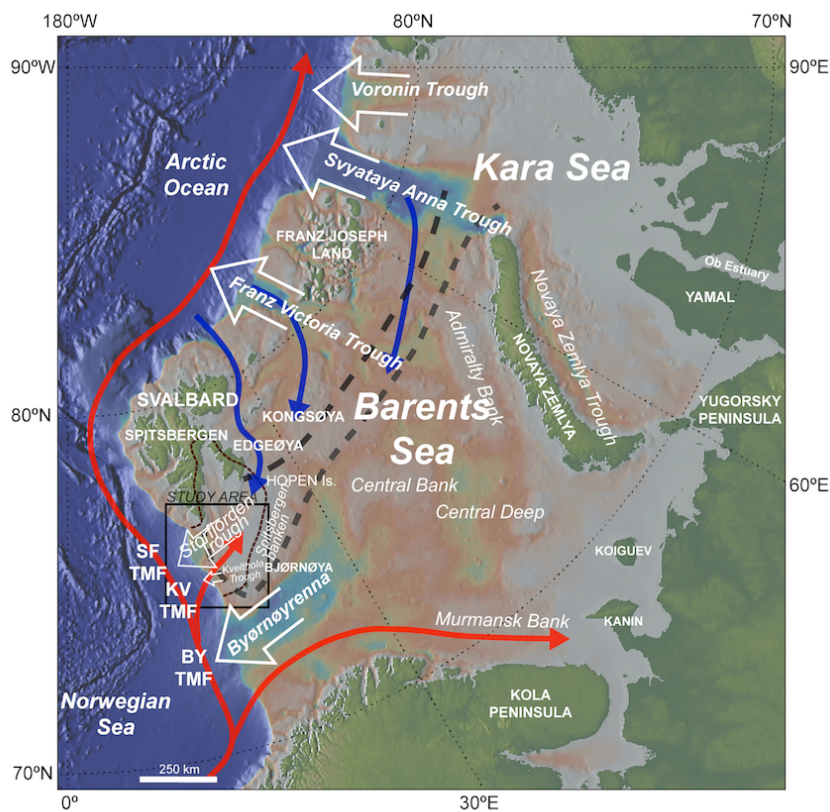 180ºW
80ºN
70ºN
90ºW
90ºE
Voronin Trough
Arctic
Ocean
Kara Sea
Svyataya Anna Trough
FRANZ JOSEPH
LAND
Ob Estuary
YAMAL
Franz Victoria Trough
Novaya Zemlya Trough
Admiralty Bank
NOVAYA ZEMLYA
SVALBARD
80ºN
KONGSØYA
Barents
Sea
YUGORSKY
PENINSULA
SPITSBERGEN
EDGEØYA
HOPEN Is.
Central Bank
60ºE
STUDY AREA
Storfjorden
Trough
Spitsbergen
banken
Central Deep
SF
TMF
KOIGUEV
Kveithola
Trough
BJØRNØYA
KV
TMF
Byørnøyrenna
Murmansk Bank
KANIN
BY
TMF
Norwegian
Sea
KOLA
PENINSULA
250 km
70ºN
0º
30ºE